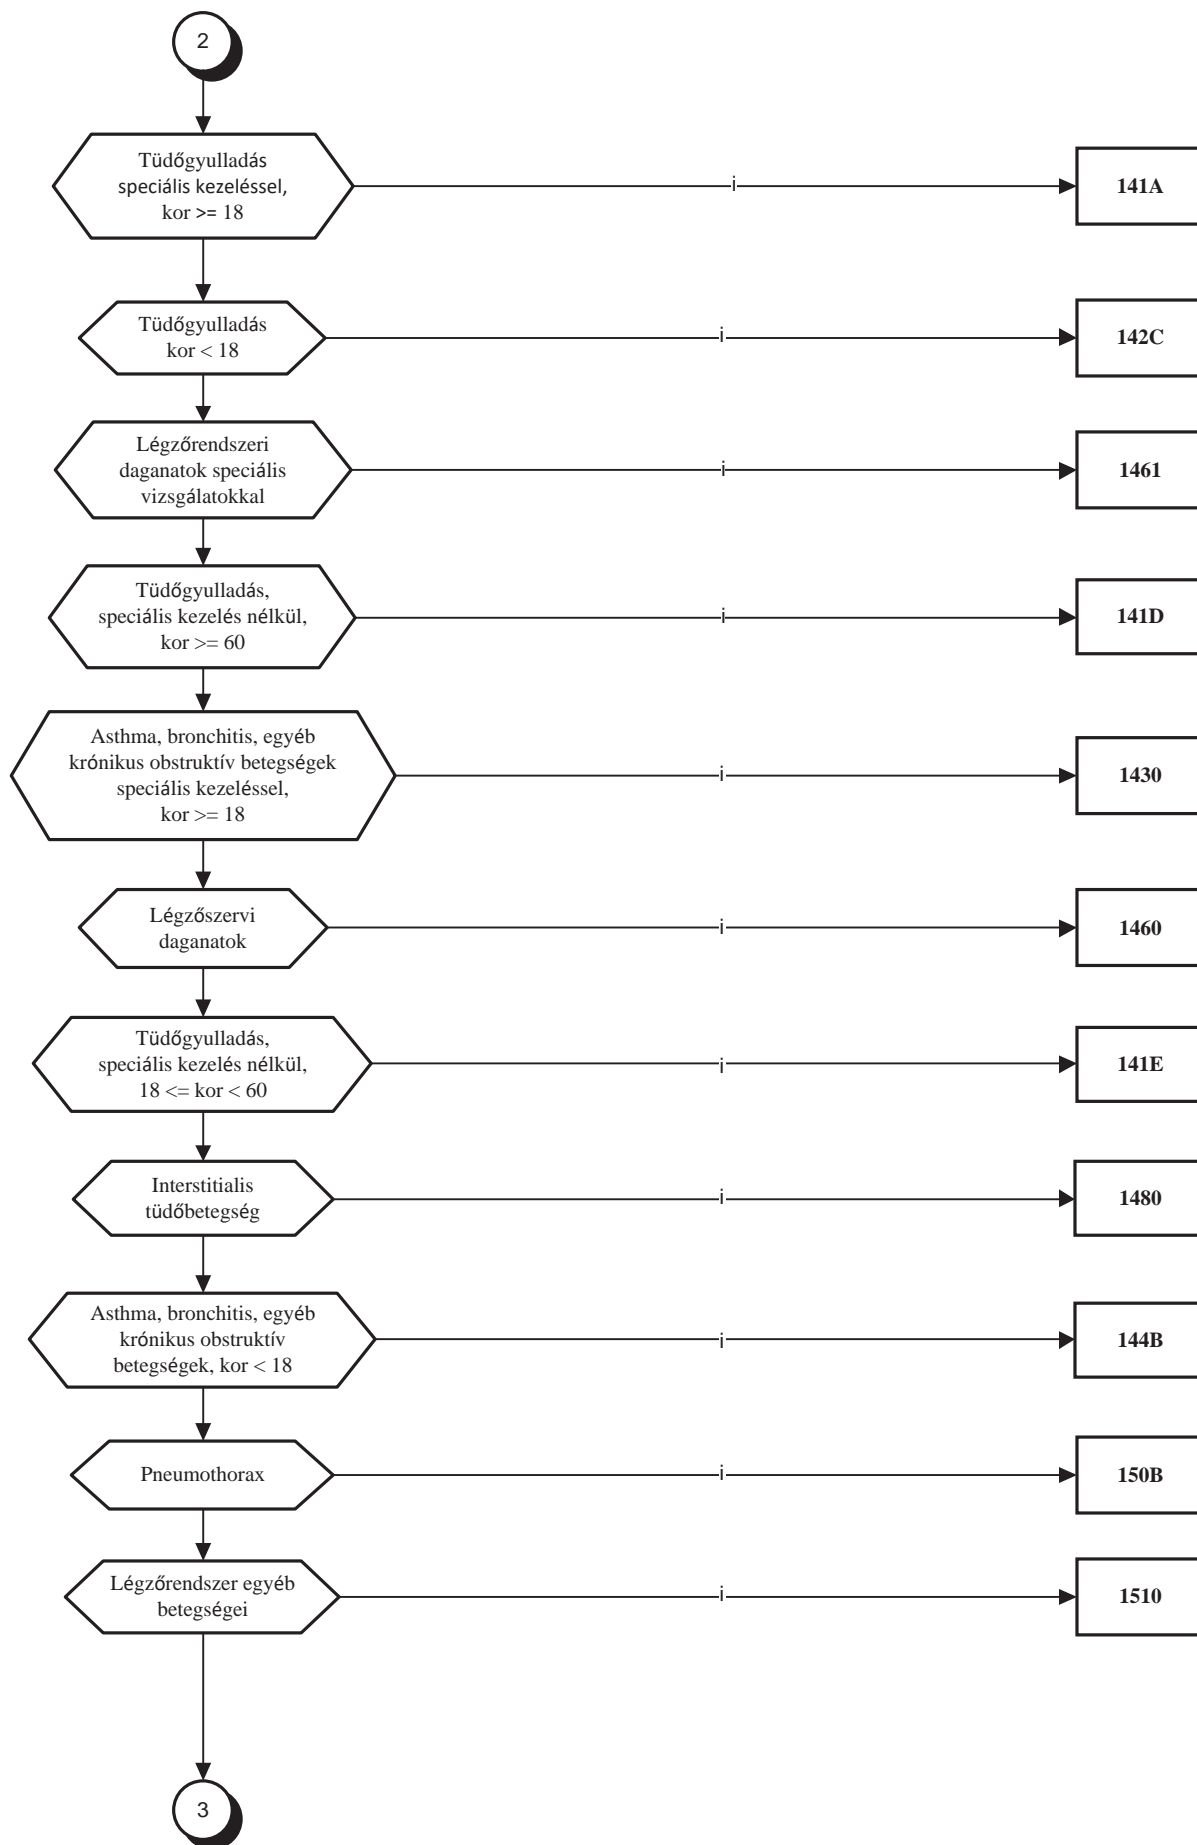 2
Tüdőgyulladás
speciális kezeléssel,
kor >= 18
i
141A
Tüdőgyulladás
kor < 18
i
142C
Légzőrendszeri
daganatok speciális
vizsgálatokkal
i
1461
Tüdőgyulladás,
speciális kezelés nélkül,
kor >= 60
i
141D
Asthma, bronchitis, egyéb
krónikus obstruktív betegségek
speciális kezeléssel,
kor >= 18
i
1430
Légzőszervi
daganatok
i
1460
Tüdőgyulladás,
speciális kezelés nélkül,
18 <= kor < 60
i
141E
Interstitialis
tüdőbetegség
i
1480
Asthma, bronchitis, egyéb
krónikus obstruktív
betegségek, kor < 18
i
144B
Pneumothorax
i
150B
Légzőrendszer egyéb
betegségei
i
1510
3